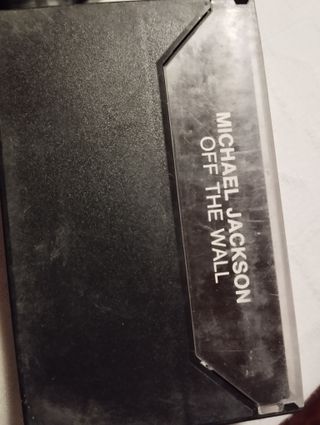 MICHAEL JACKSON
OFF THE WALL